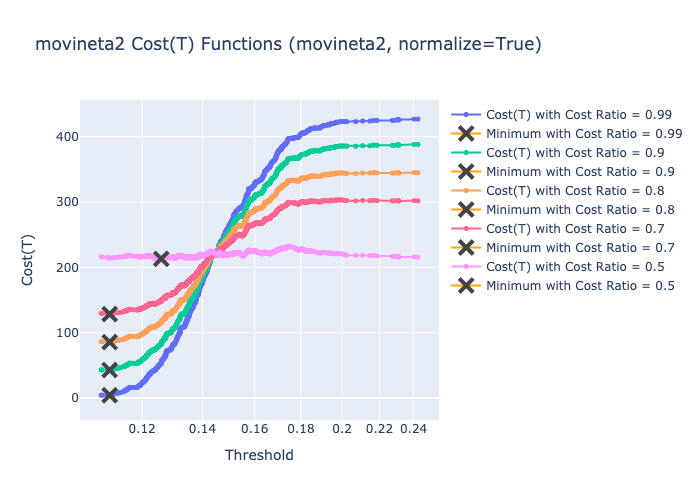 movineta2 Cost(T) Functions (movineta2, normalize=True)
Cost(T)
400
300
200
100
0
0.12
0.14
0.16
0.18
0.2
0.22
0.24
Threshold
Cost(T) with Cost Ratio = 0.99
Minimum with Cost Ratio = 0.99
Cost(T) with Cost Ratio = 0.9
Minimum with Cost Ratio = 0.9
Cost(T) with Cost Ratio = 0.8
Minimum with Cost Ratio = 0.8
Cost(T) with Cost Ratio = 0.7
Minimum with Cost Ratio = 0.7
Cost(T) with Cost Ratio = 0.5
Minimum with Cost Ratio = 0.5